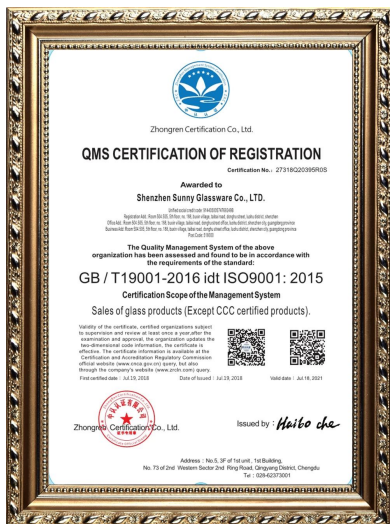 Zhongren Certification Co., Ltd.
QMS CERTIFICATION OF REGISTRATION
Certification No.: 27318Q20395R0S
Awarded to
Shenzhen Sunny Glassware Co., LTD.
The Quality Management System of the above
organization has been assessed and found to be in accordance with
the requirements of the standard:
GB / T19001-2016 idt ISO9001: 2015
Certification Scope of the Management System
Sales of glass products (Except CCC certified products).
Validity of the certificate, certified organizations subject
to supervision and review at least once a year, after the
examination and approval, the organization updates the
two-dimensional code information, the certificate is
effective. The certificate information is available at the
Certification and Accreditation Regulatory Commission
official website (www.cnca.gov.cn) query, but also
through the company's website (www.zrcln.com) query.
First certified date : Jul.19, 2018 Date of Issued : Jul.19, 2018 Valid date : Jul.18, 2021
Zhongren Certification Co., Ltd.
Issued by : Haibo che
Address : No.5, 3F of 1st unit, 1st Building,
No. 73 of 2nd Western Sector 2nd Ring Road, Qingyang District, Chengdu
Tel : 028-62373001